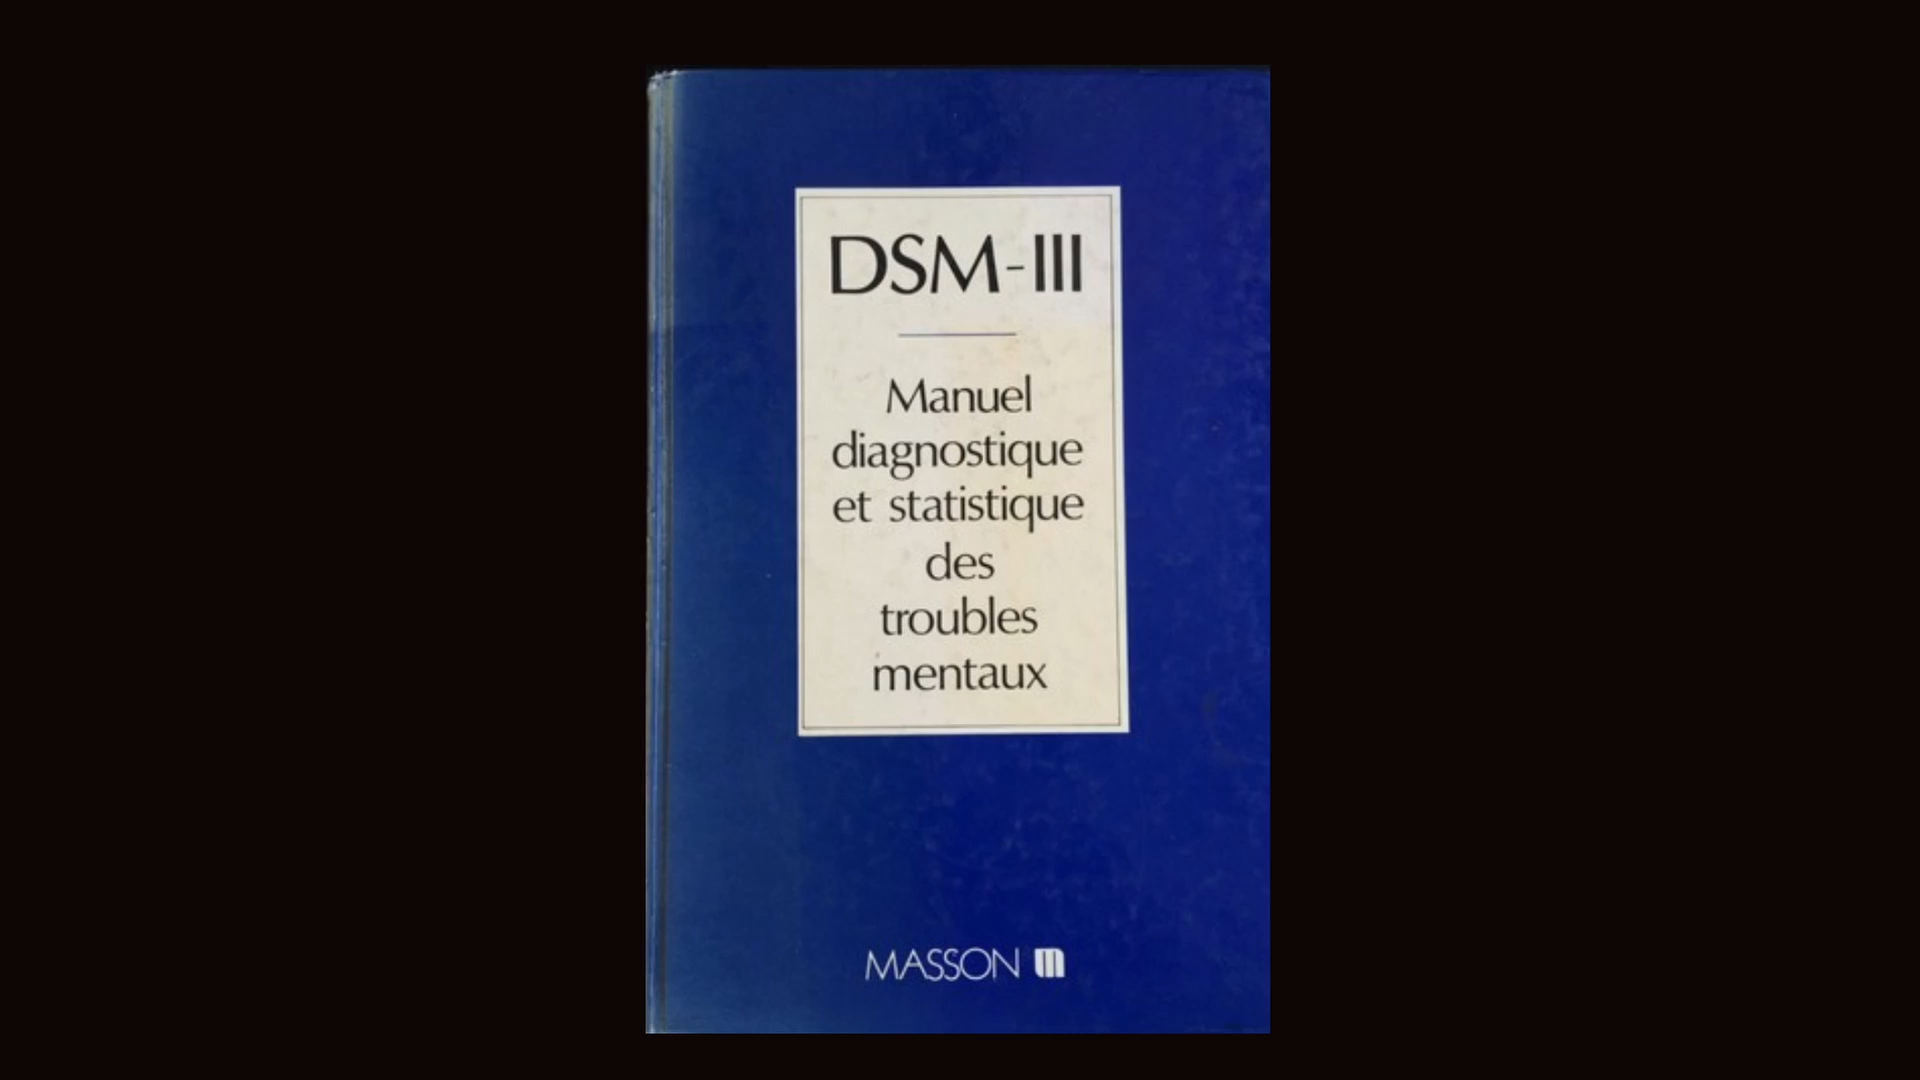 DSM-III
Manuel
diagnostique
et statistique
des
troubles
mentaux
MASSON